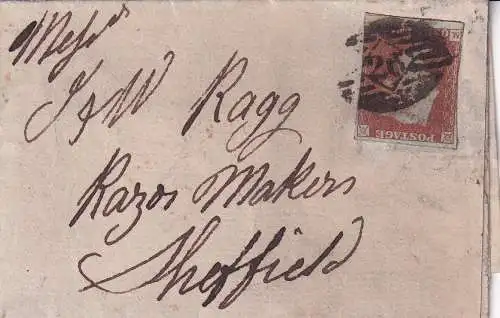 Messrs
J & W Ragg
Razor Makers
Sheffield
POSTAGE